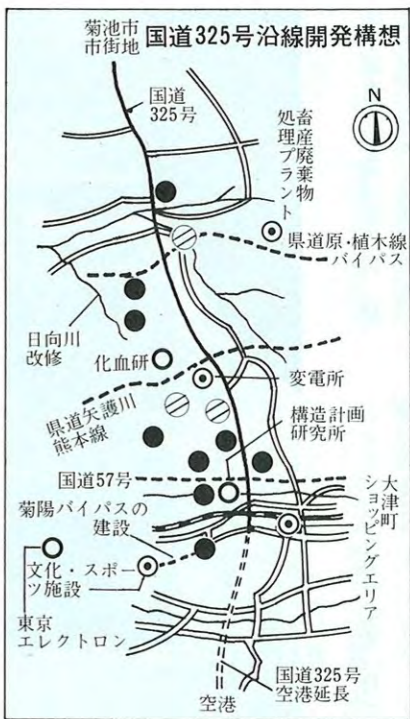 国道325号沿線開発構想
菊池市
市街地
国道
325号
N
畜産廃棄物
処理プラント
県道原・植木線
バイパス
日向川
改修
化血研
変電所
県道矢護川
熊本線
構造計画
研究所
国道57号
菊陽バイパスの
建設
大津町
ショッピングエリア
文化・スポー
ツ施設
東京
エレクトロン
国道325号
空港延長
空港